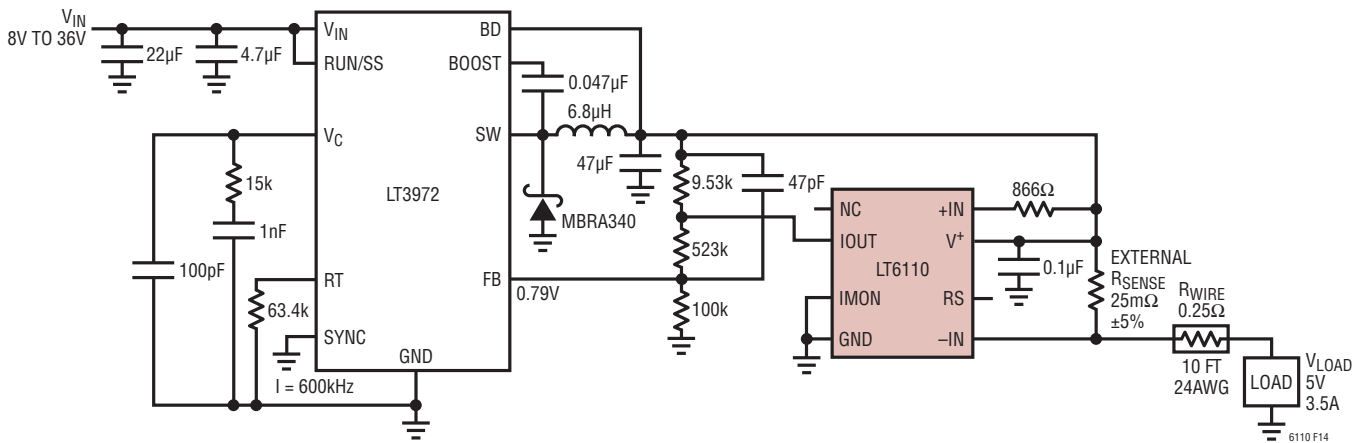 VIN
8V TO 36V
22µF
4.7µF
VIN
RUN/SS
VC
15k
1nF
100pF
63.4k
RT
SYNC
I = 600kHz
LT3972
GND
BD
BOOST
SW
FB
0.79V
0.047µF
6.8µH
47µF
MBRA340
9.53k
47pF
523k
100k
NC
IOUT
IMON
GND
LT6110
+IN
V+
RS
–IN
866Ω
0.1µF
EXTERNAL
RSENSE
25mΩ
±5%
RWIRE
0.25Ω
10 FT
24AWG
LOAD
VLOAD
5V
3.5A
6110 F14